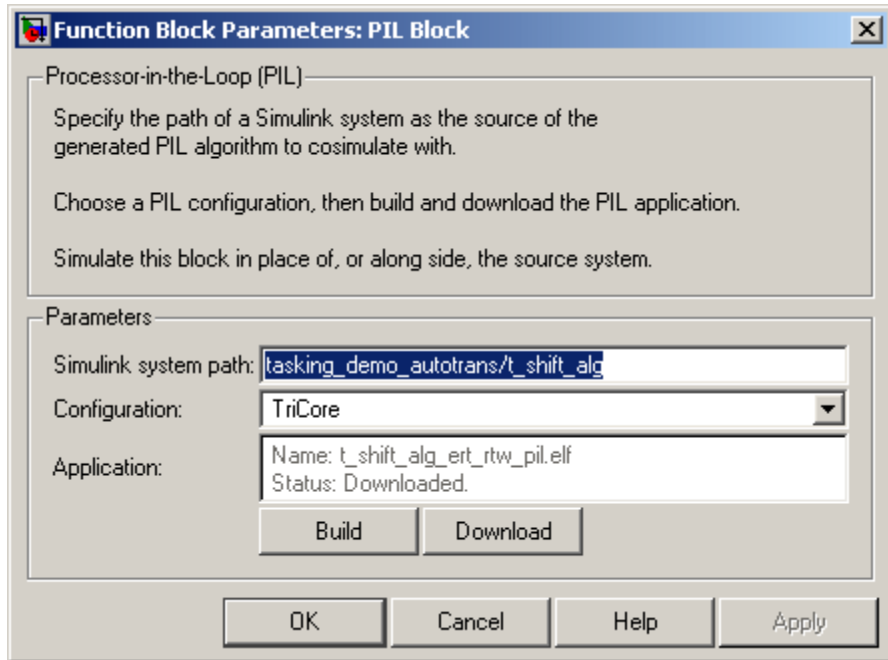 Function Block Parameters: PIL Block
Processor-in-the-Loop (PIL)
Specify the path of a Simulink system as the source of the
generated PIL algorithm to cosimulate with.
Choose a PIL configuration, then build and download the PIL application.
Simulate this block in place of, or along side, the source system.
Parameters
Simulink system path: tasking_demo_autotrans/t_shift_alg
Configuration: TriCore
Application:
Name: t_shift_alg_ert_rtw_pil.elf
Status: Downloaded.
Build Download
OK Cancel Help Apply